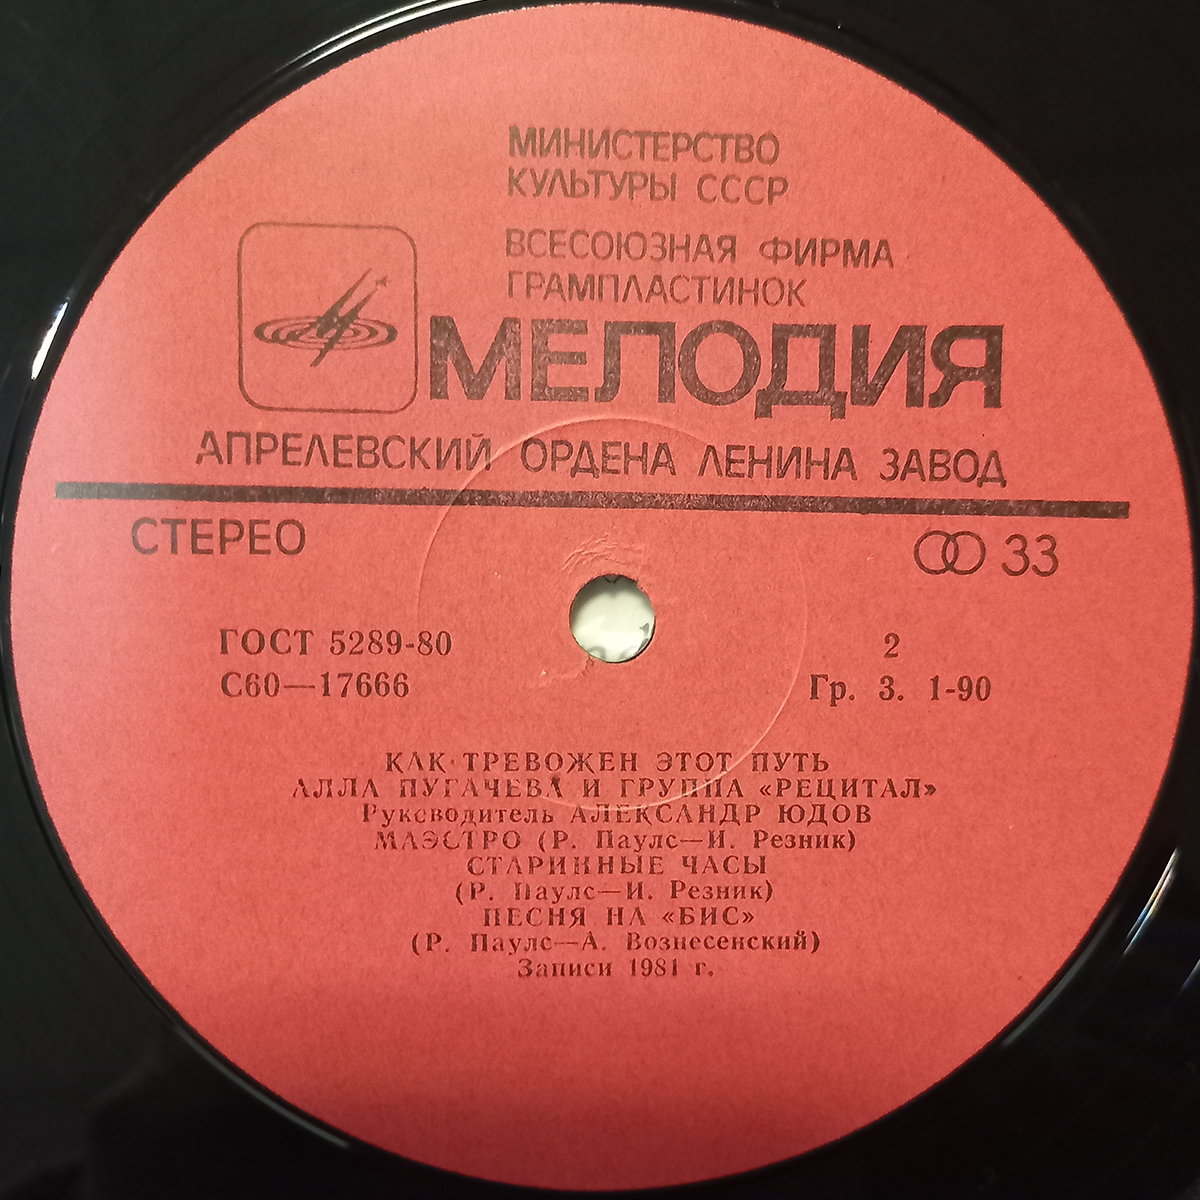 МИНИСТЕРСТВО
КУЛЬТУРЫ СССР
ВСЕСОЮЗНАЯ ФИРМА
ГРАМПЛАСТИНОК
МЕЛОДИЯ
АПРЕЛЕВСКИЙ ОРДЕНА ЛЕНИНА ЗАВОД
СТЕРЕО
33
ГОСТ 5289-80
2
С60—17666
Гр. 3. 1-90
КАК ТРЕВОЖЕН ЭТОТ ПУТЬ
АЛЛА ПУГАЧЕВА И ГРУППА «РЕЦИТАЛ»
Руководитель АЛЕКСАНДР ЮДОВ
МАЭСТРО (Р. Паулс—И. Резник)
СТАРИННЫЕ ЧАСЫ
(Р. Паулс—И. Резник)
ПЕСНЯ НА «БИС»
(Р. Паулс—А. Вознесенский)
Записи 1981 г.